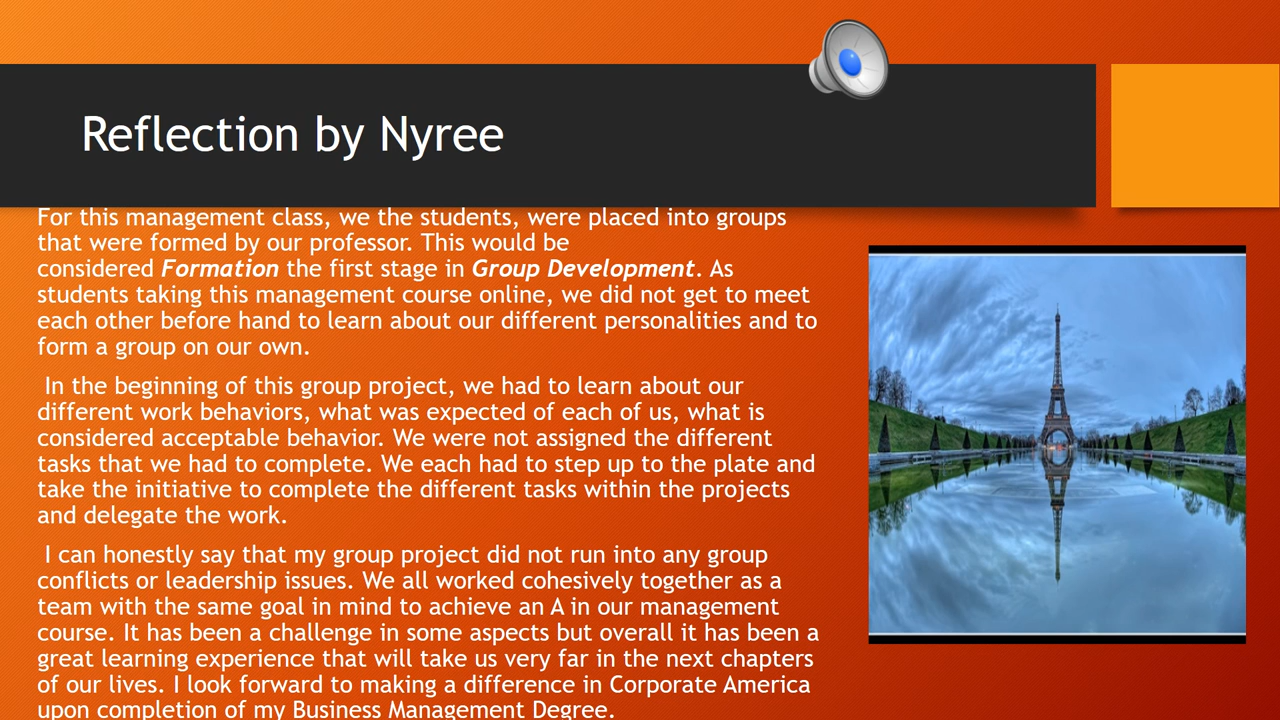 Reflection by Nyree
For this management class, we the students, were placed into groups
that were formed by our professor. This would be
considered Formation the first stage in Group Development. As
students taking this management course online, we did not get to meet
each other before hand to learn about our different personalities and to
form a group on our own.
In the beginning of this group project, we had to learn about our
different work behaviors, what was expected of each of us, what is
considered acceptable behavior. We were not assigned the different
tasks that we had to complete. We each had to step up to the plate and
take the initiative to complete the different tasks within the projects
and delegate the work.
I can honestly say that my group project did not run into any group
conflicts or leadership issues. We all worked cohesively together as a
team with the same goal in mind to achieve an A in our management
course. It has been a challenge in some aspects but overall it has been a
great learning experience that will take us very far in the next chapters
of our lives. I look forward to making a difference in Corporate America
upon completion of my Business Management Degree.